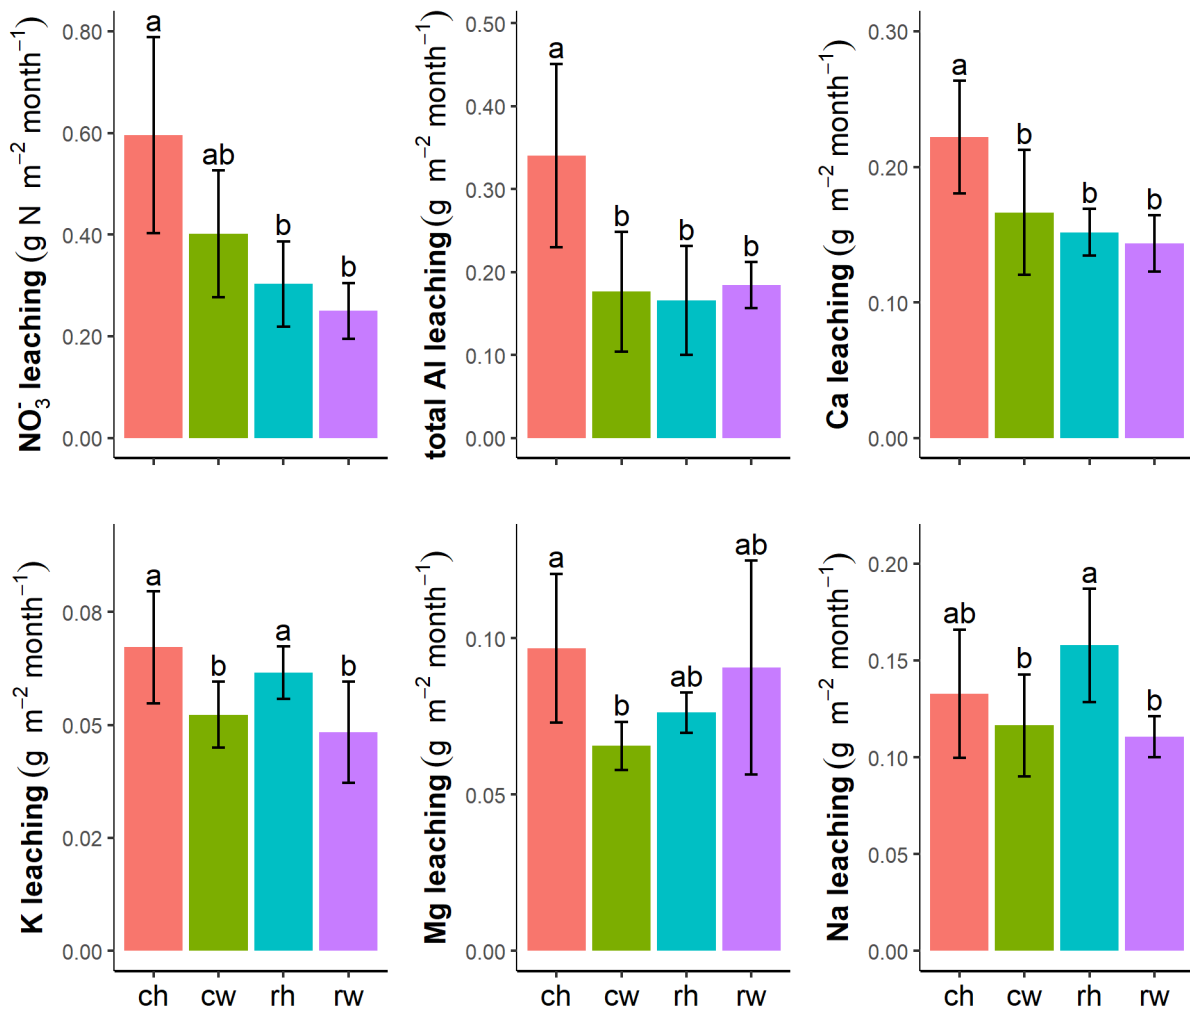 NO₃⁻ leaching (g N m⁻² month⁻¹)
0.80
0.60
0.40
0.20
0.00
a
ab
b
b
total Al leaching (g m⁻² month⁻¹)
0.50
0.40
0.30
0.20
0.10
0.00
a
b
b
b
Ca leaching (g m⁻² month⁻¹)
0.30
0.20
0.10
0.00
a
b
b
b
K leaching (g m⁻² month⁻¹)
0.08
0.05
0.02
0.00
a
b
a
b
ch cw rh rw
Mg leaching (g m⁻² month⁻¹)
0.10
0.05
0.00
a
b
ab
ab
ch cw rh rw
Na leaching (g m⁻² month⁻¹)
0.20
0.15
0.10
0.05
0.00
ab
b
a
b
ch cw rh rw